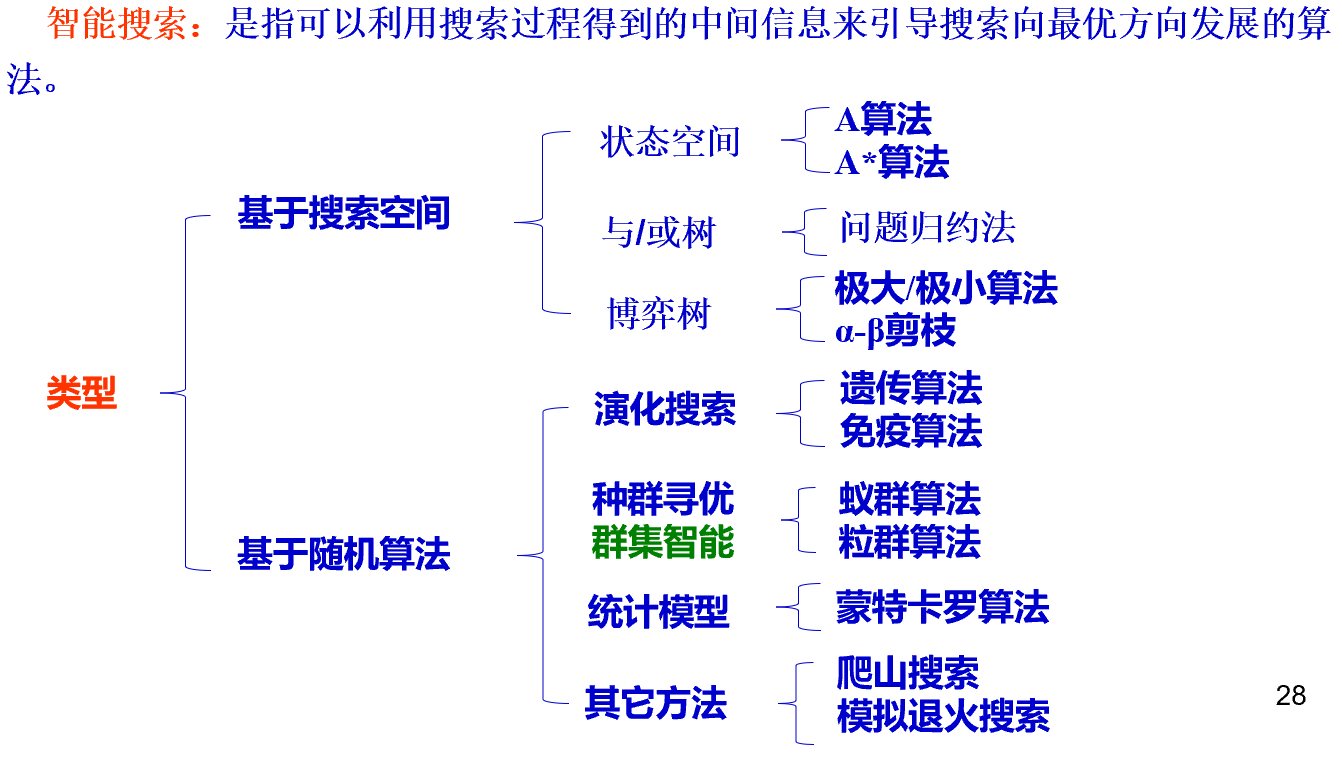 智能搜索：是指可以利用搜索过程得到的中间信息来引导搜索向最优方向发展的算
法。
类型
基于搜索空间
状态空间
A算法
A*算法
与/或树
问题归约法
博弈树
极大/极小算法
α-β剪枝
基于随机算法
演化搜索
遗传算法
免疫算法
种群寻优
群集智能
蚁群算法
粒群算法
统计模型
蒙特卡罗算法
其它方法
爬山搜索
模拟退火搜索
28